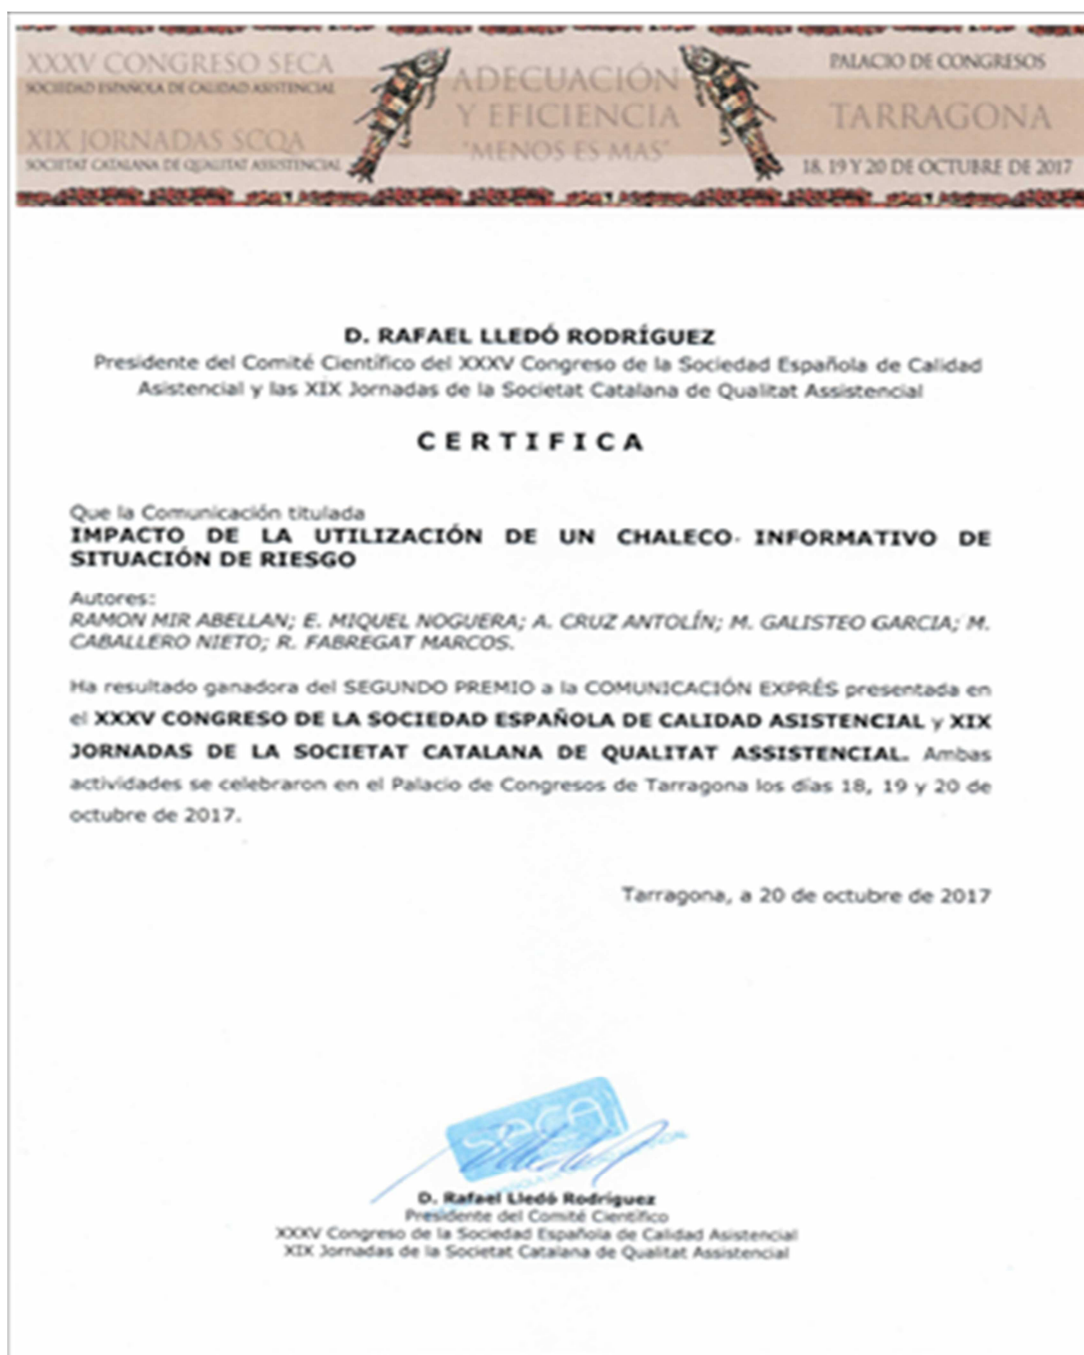 XXXV CONGRESO SECA
SOCIEDAD ESPAÑOLA DE CALIDAD ASISTENCIAL
XIX JORNADAS SCQA
SOCIETAT CATALANA DE QUALITAT ASSISTENCIAL
ADECUACIÓN
Y EFICIENCIA
"MENOS ES MAS"
PALACIO DE CONGRESOS
TARRAGONA
18, 19 Y 20 DE OCTUBRE DE 2017
D. RAFAEL LLEDÓ RODRÍGUEZ
Presidente del Comité Científico del XXXV Congreso de la Sociedad Española de Calidad
Asistencial y las XIX Jornadas de la Societat Catalana de Qualitat Assistencial
CERTIFICA
Que la Comunicación titulada
IMPACTO DE LA UTILIZACIÓN DE UN CHALECO INFORMATIVO DE
SITUACIÓN DE RIESGO
Autores:
RAMON MIR ABELLAN; E. MIQUEL NOGUERA; A. CRUZ ANTOLÍN; M. GALISTEO GARCIA; M.
CABALLERO NIETO; R. FABREGAT MARCOS.
Ha resultado ganadora del SEGUNDO PREMIO a la COMUNICACIÓN EXPRÉS presentada en
el XXXV CONGRESO DE LA SOCIEDAD ESPAÑOLA DE CALIDAD ASISTENCIAL y XIX
JORNADAS DE LA SOCIETAT CATALANA DE QUALITAT ASSISTENCIAL. Ambas
actividades se celebraron en el Palacio de Congresos de Tarragona los días 18, 19 y 20 de
octubre de 2017.
Tarragona, a 20 de octubre de 2017
seca
D. Rafael Lledó Rodríguez
Presidente del Comité Científico
XXXV Congreso de la Sociedad Española de Calidad Asistencial
XIX Jornadas de la Societat Catalana de Qualitat Assistencial